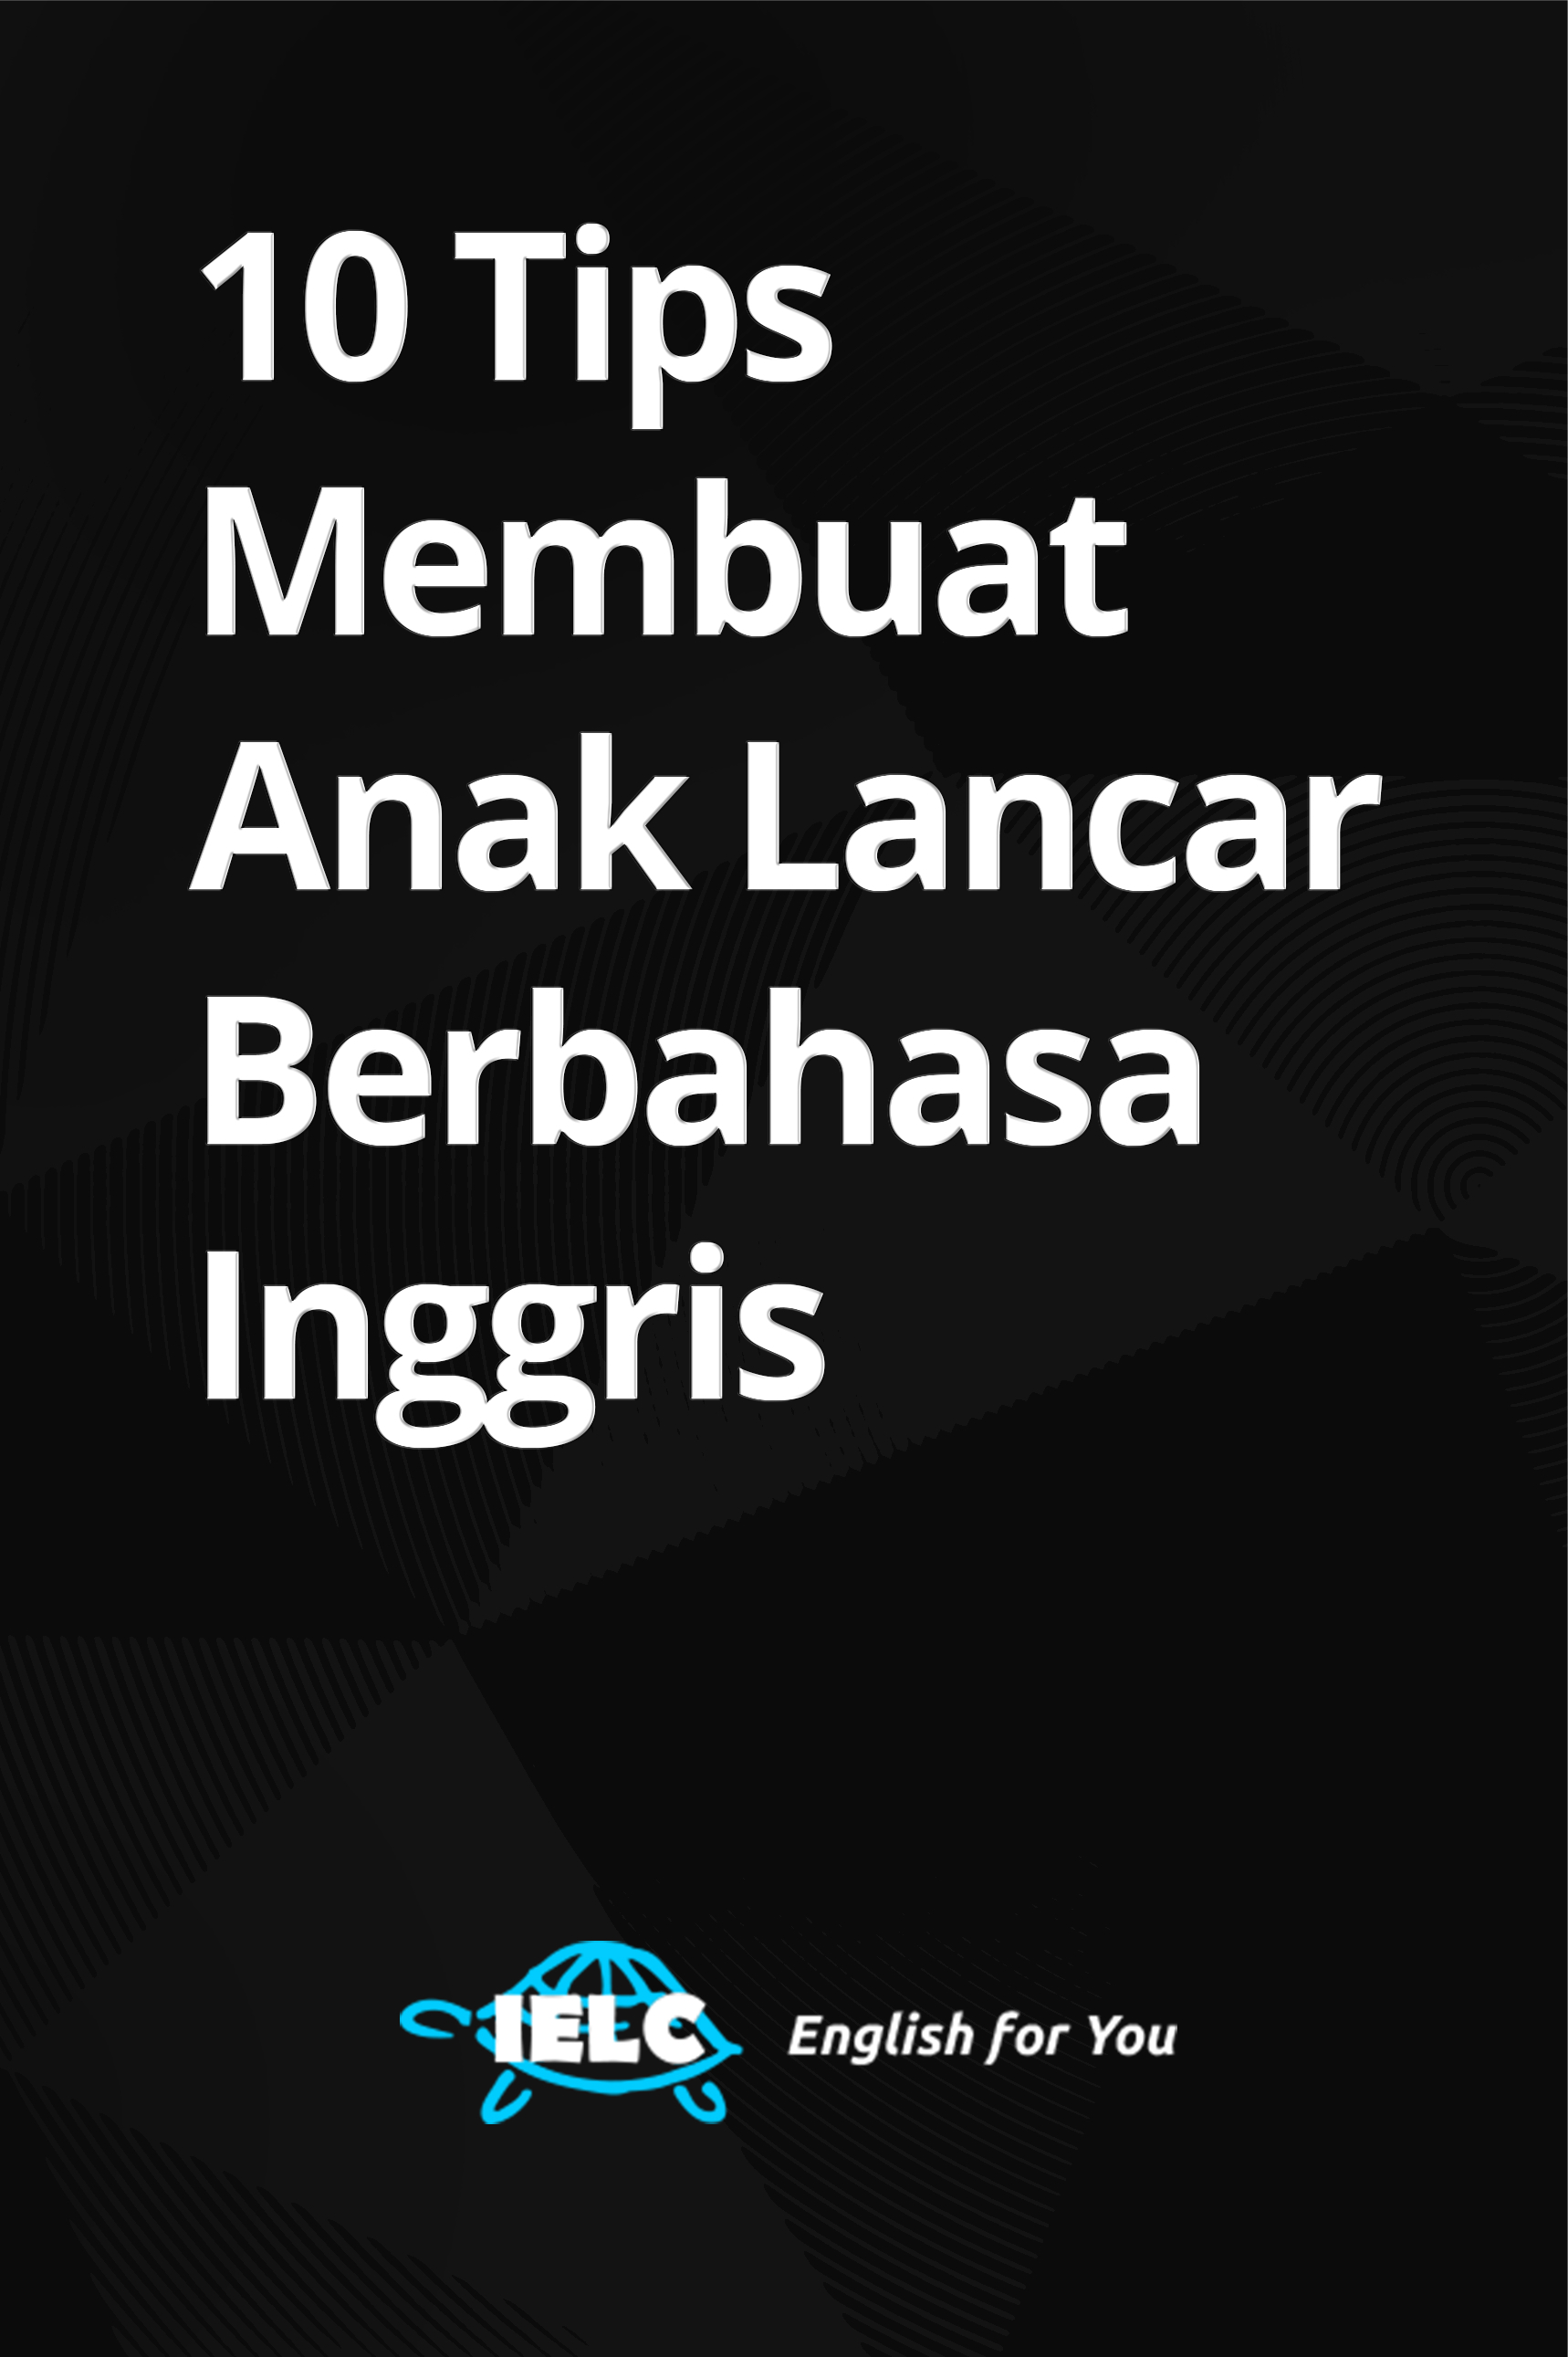 10 Tips
Membuat
Anak Lancar
Berbahasa
Inggris
IELC English for You